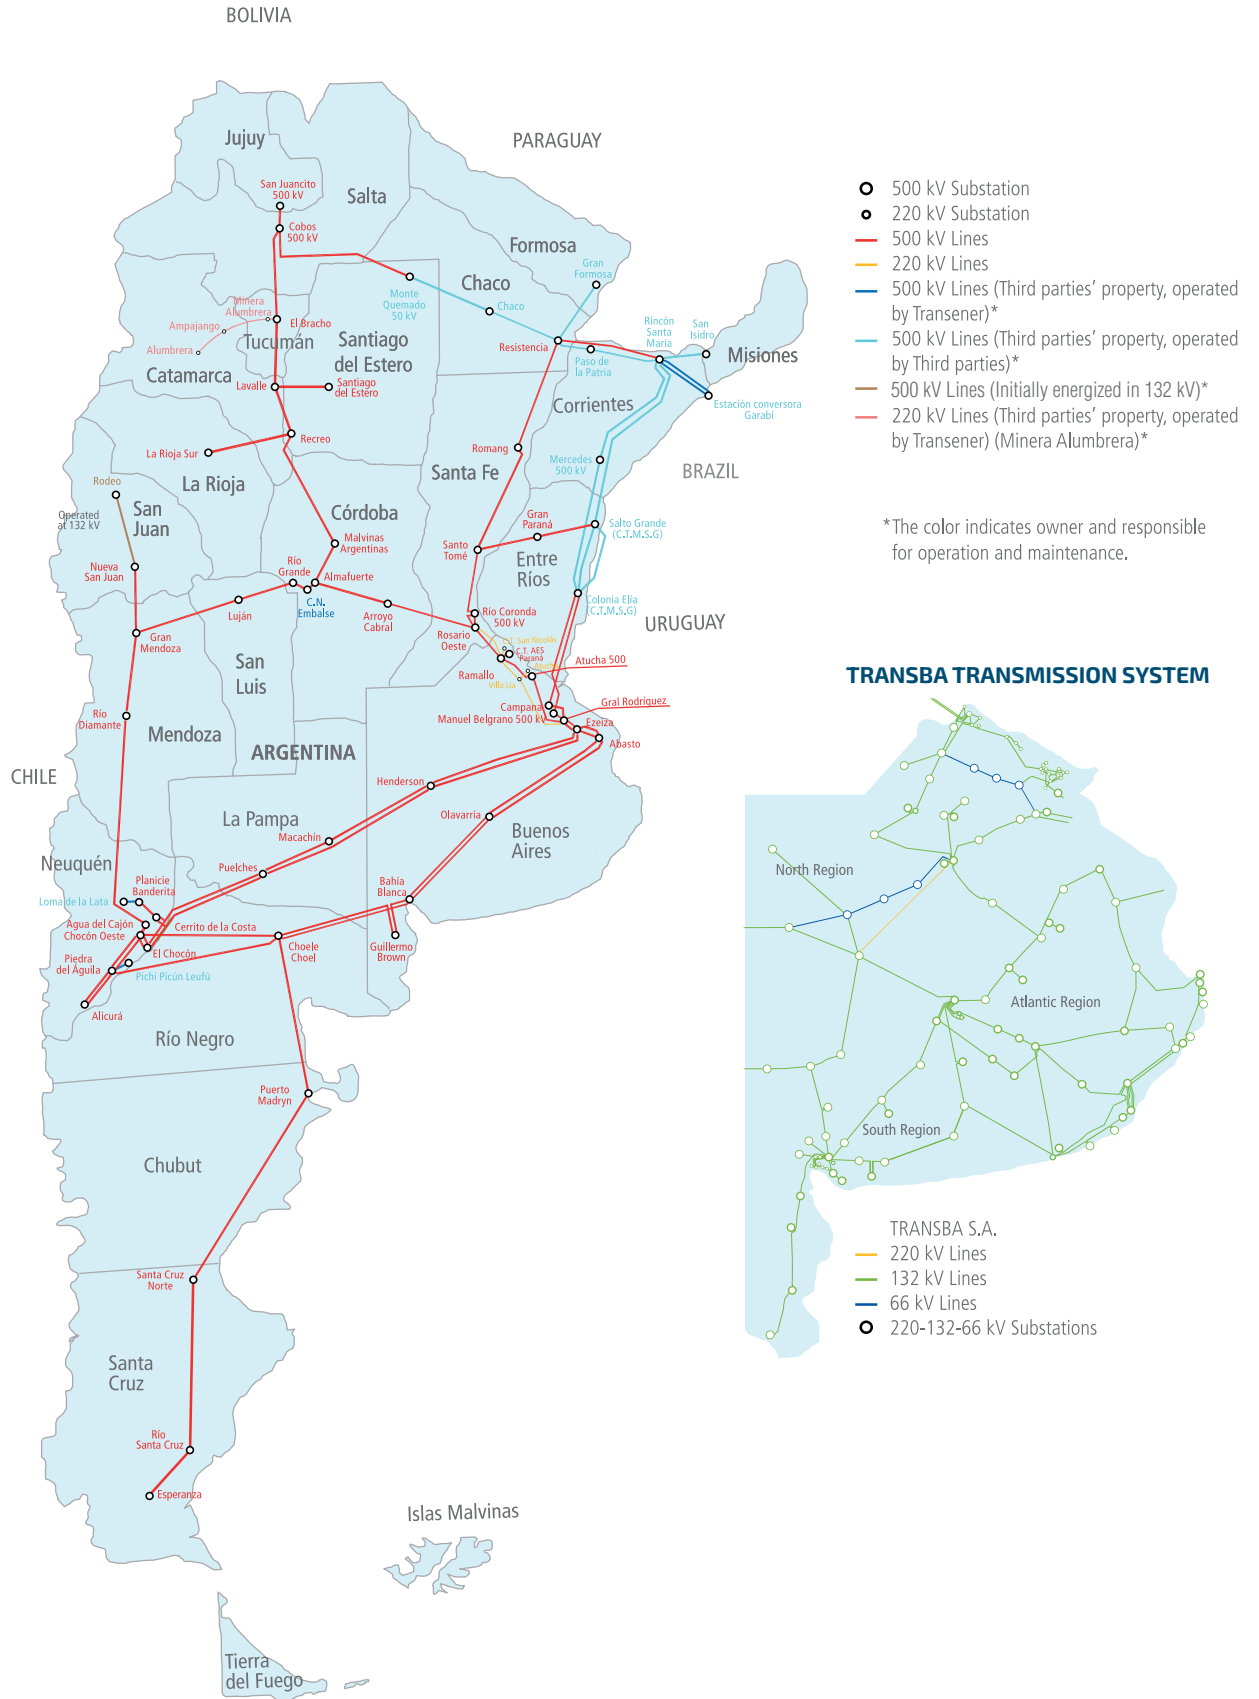 BOLIVIA
PARAGUAY
Jujuy
San Juancito
500 kV
Salta
Cobos
500 kV
Formosa
Gran
Formosa
Chaco
Monte
Quemado
50 kV
Chaco
Minera
Alumbrera
Ampajango
El Bracho
Alumbrera
Tucumán
Santiago
del Estero
Resistencia
Rincón
Santa
María
San
Isidro
Misiones
Paso de
la Patria
Catamarca
Lavalle
Santiago
del Estero
Corrientes
Estación conversora
Garabí
Recreo
La Rioja Sur
Romang
Mercedes
500 kV
BRAZIL
La Rioja
Santa Fe
Rodeo
Operated
at 132 kV
San
Juan
Córdoba
Gran
Paraná
Salto Grande
(C.T.M.S.G)
Malvinas
Argentinas
Santo
Tomé
Entre
Ríos
Nueva
San Juan
Río
Grande
Almafuerte
C.N.
Embalse
Colonia Elía
(C.T.M.S.G)
Luján
Arroyo
Cabral
Río Coronda
500 kV
URUGUAY
Gran
Mendoza
Rosario
Oeste
C.T. San Nicolás
C.T. AES
Paraná
Atucha
Atucha 500
San
Luis
Ramallo
Villa Lia
Campana
Gral Rodríguez
Manuel Belgrano 500 kV
Ezeiza
Abasto
Río
Diamante
Mendoza
ARGENTINA
CHILE
Henderson
La Pampa
Olavarría
Macachín
Buenos
Aires
Neuquén
Puelches
Planicie
Banderita
Bahía
Blanca
Loma de la Lata
Agua del Cajón
Chocón Oeste
Cerrito de la Costa
El Chocón
Choele
Choel
Guillermo
Brown
Piedra
del Águila
Pichi Picún Leufú
Alicurá
Río Negro
Puerto
Madryn
Chubut
Santa Cruz
Norte
Santa
Cruz
Río
Santa Cruz
Esperanza
Islas Malvinas
Tierra
del Fuego
500 kV Substation
220 kV Substation
500 kV Lines
220 kV Lines
500 kV Lines (Third parties' property, operated
by Transener)*
500 kV Lines (Third parties' property, operated
by Third parties)*
500 kV Lines (Initially energized in 132 kV)*
220 kV Lines (Third parties' property, operated
by Transener) (Minera Alumbrera)*
*The color indicates owner and responsible
for operation and maintenance.
TRANSBA TRANSMISSION SYSTEM
North Region
Atlantic Region
South Region
TRANSBA S.A.
220 kV Lines
132 kV Lines
66 kV Lines
220-132-66 kV Substations